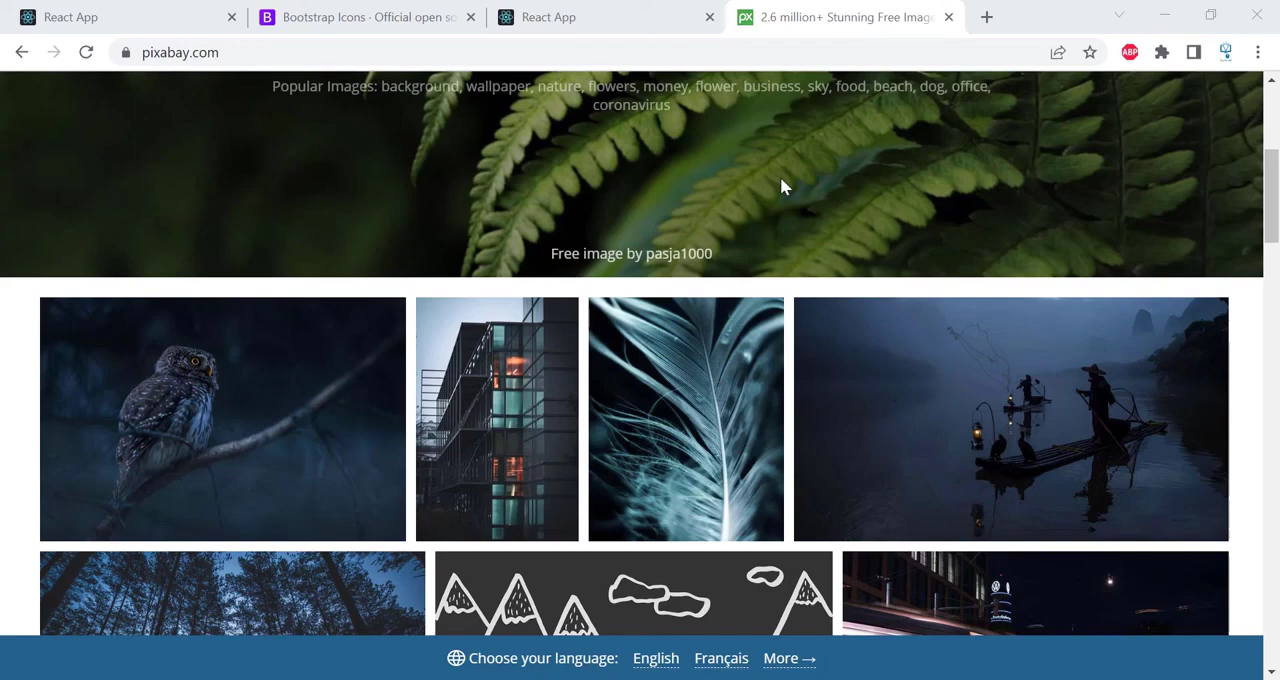 React App
Bootstrap Icons · Official open so
React App
2.6 million+ Stunning Free Image
pixabay.com
ABP
Popular Images: background, wallpaper, nature, flowers, money, flower, business, sky, food, beach, dog, office,
coronavirus
Free image by pasja1000
Choose your language: English Français More →